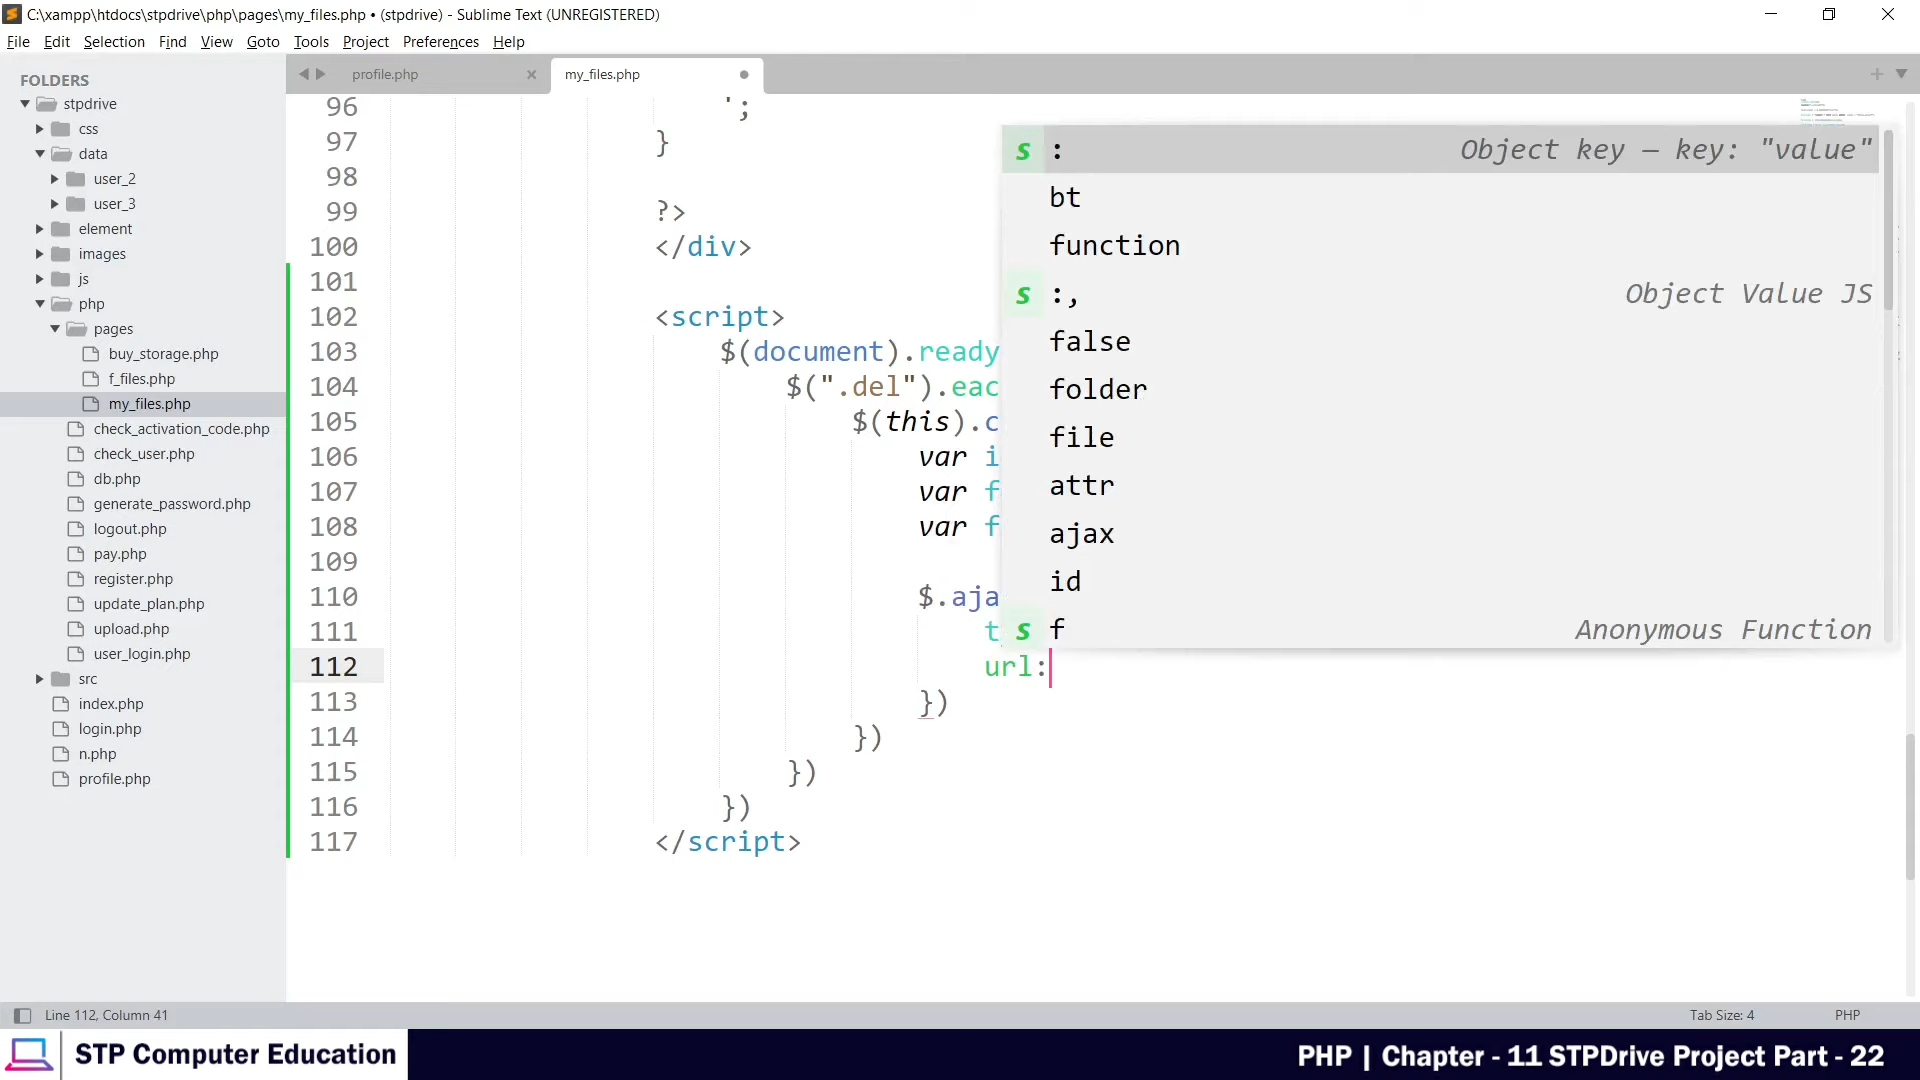 C:\xampp\htdocs\stpdrive\php\pages\my_files.php • (stpdrive) - Sublime Text (UNREGISTERED)
File Edit Selection Find View Goto Tools Project Preferences Help
FOLDERS
stpdrive
css
data
user_2
user_3
element
images
js
php
pages
buy_storage.php
f_files.php
my_files.php
check_activation_code.php
check_user.php
db.php
generate_password.php
logout.php
pay.php
register.php
update_plan.php
upload.php
user_login.php
src
index.php
login.php
n.php
profile.php
profile.php
my_files.php
96 ';
97 }
98
99 ?>
100 </div>
101
102 <script>
103 $(document).ready
104 $(".del").eac
105 $(this).c
106 var i
107 var f
108 var f
109
110 $.aja
111 t
112 url:
113 })
114 })
115 })
116 })
117 </script>
s : Object key — key: "value"
bt
function
s :, Object Value JS
false
folder
file
attr
ajax
id
s f Anonymous Function
Line 112, Column 41
Tab Size: 4
PHP
STP Computer Education
PHP | Chapter - 11 STPDrive Project Part - 22